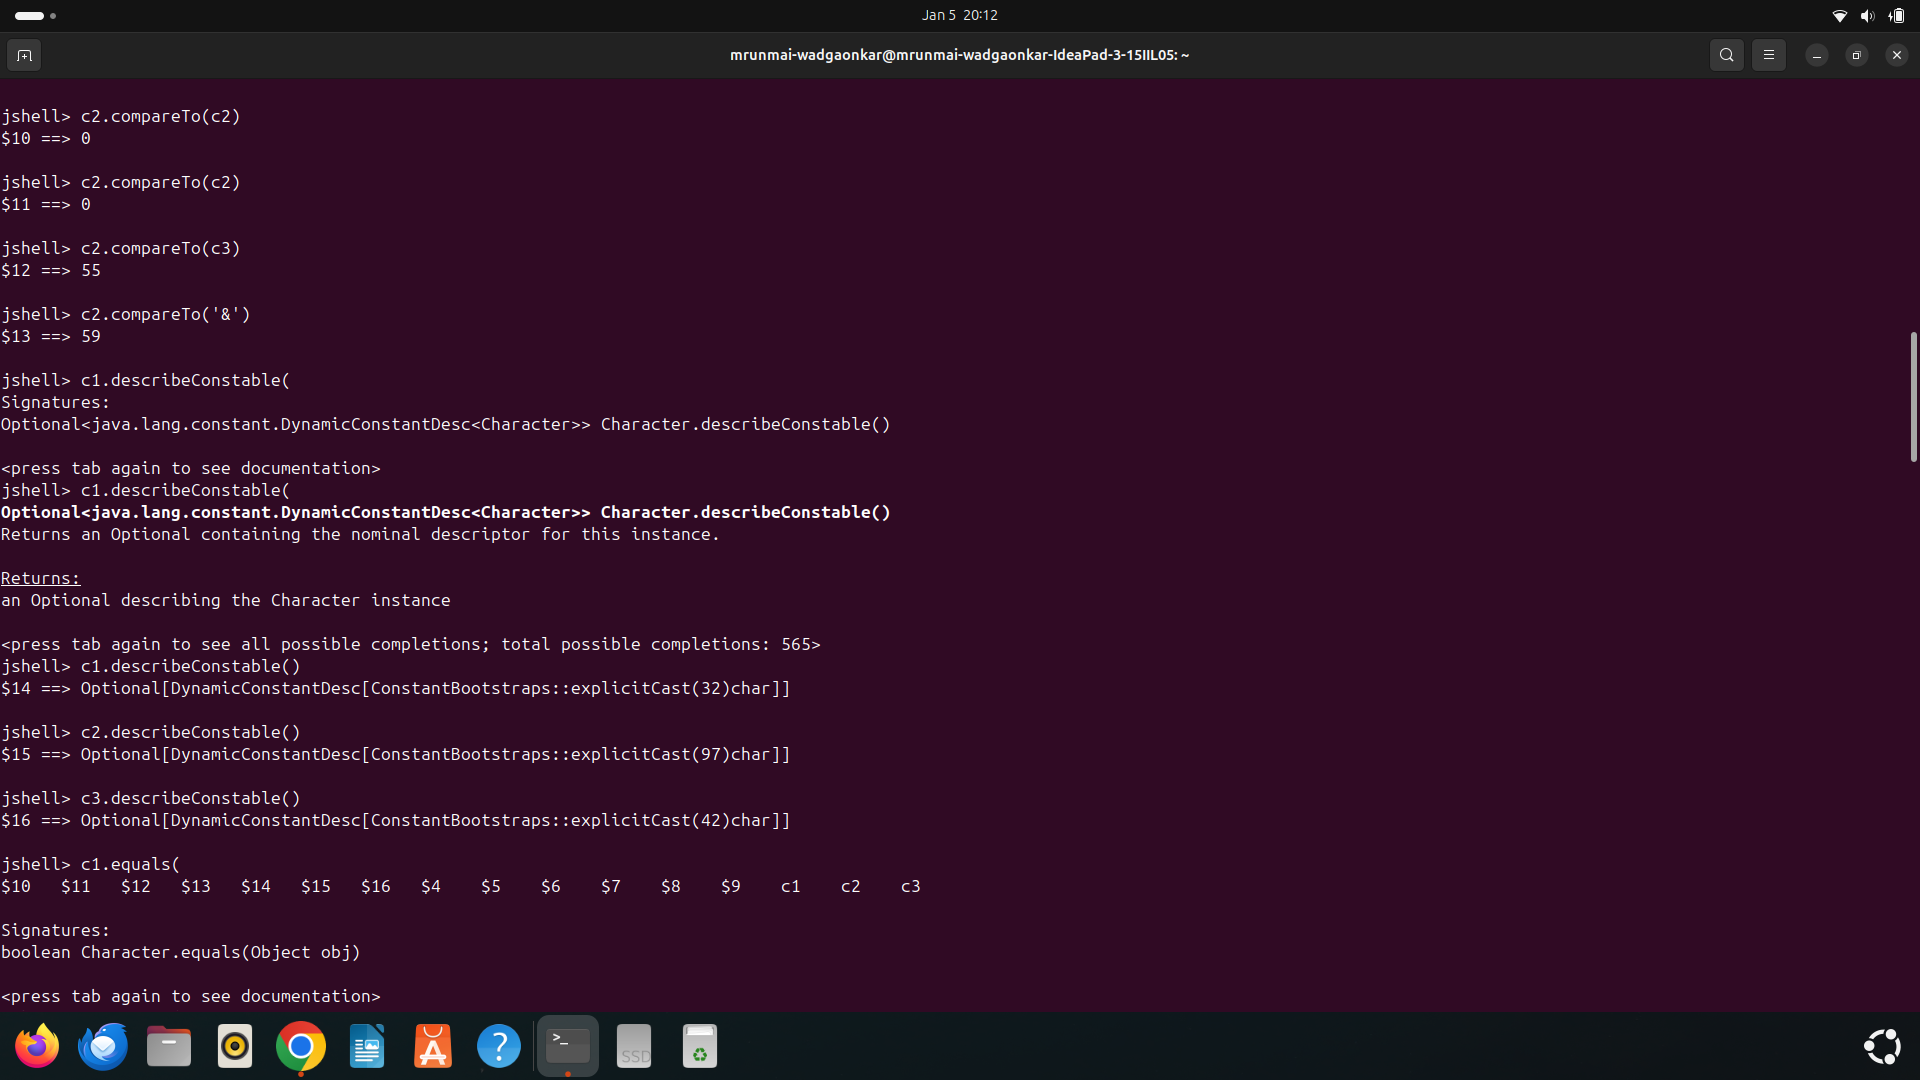 Jan 5 20:12
mrunmai-wadgaonkar@mrunmai-wadgaonkar-IdeaPad-3-15IIL05: ~
jshell> c2.compareTo(c2)
$10 ==> 0
jshell> c2.compareTo(c2)
$11 ==> 0
jshell> c2.compareTo(c3)
$12 ==> 55
jshell> c2.compareTo('&')
$13 ==> 59
jshell> c1.describeConstable(
Signatures:
Optional<java.lang.constant.DynamicConstantDesc<Character>> Character.describeConstable()
<press tab again to see documentation>
jshell> c1.describeConstable(
Optional<java.lang.constant.DynamicConstantDesc<Character>> Character.describeConstable()
Returns an Optional containing the nominal descriptor for this instance.
Returns:
an Optional describing the Character instance
<press tab again to see all possible completions; total possible completions: 565>
jshell> c1.describeConstable()
$14 ==> Optional[DynamicConstantDesc[ConstantBootstraps::explicitCast(32)char]]
jshell> c2.describeConstable()
$15 ==> Optional[DynamicConstantDesc[ConstantBootstraps::explicitCast(97)char]]
jshell> c3.describeConstable()
$16 ==> Optional[DynamicConstantDesc[ConstantBootstraps::explicitCast(42)char]]
jshell> c1.equals(
$10 $11 $12 $13 $14 $15 $16 $4 $5 $6 $7 $8 $9 c1 c2 c3
Signatures:
boolean Character.equals(Object obj)
<press tab again to see documentation>
SSD